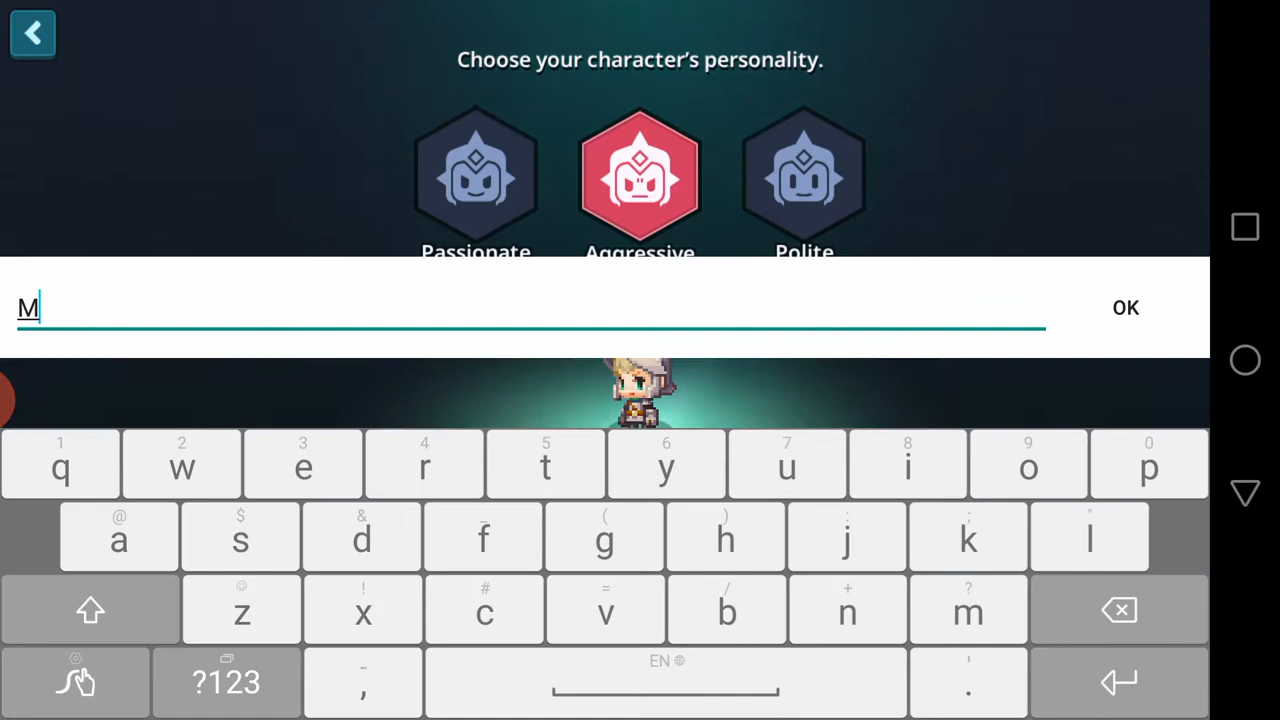 Choose your character's personality.
Passionate Aggressive Polite
M
OK
1 2 3 4 5 6 7 8 9 0
q w e r t y u i o p
@ $ & _ ( ) : ; "
a s d f g h j k l
! # = / + ?
z x c v b n m
EN
?123 , .